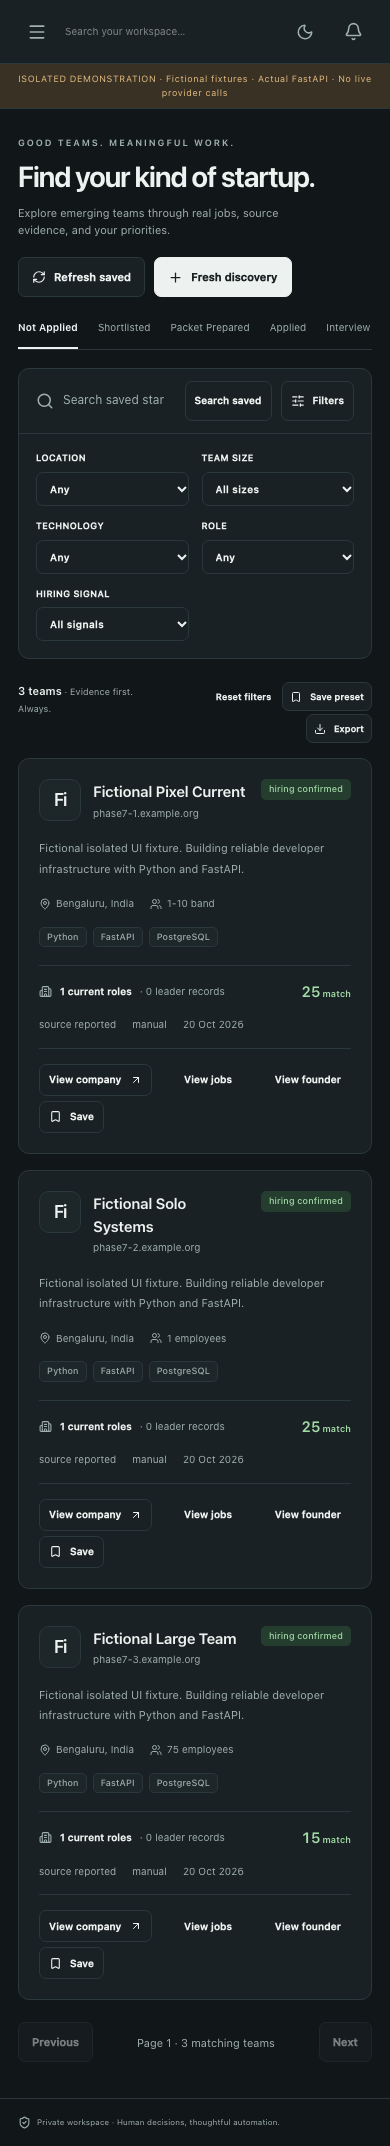 Search your workspace...
ISOLATED DEMONSTRATION · Fictional fixtures · Actual FastAPI · No live
provider calls
GOOD TEAMS. MEANINGFUL WORK.
Find your kind of startup.
Explore emerging teams through real jobs, source
evidence, and your priorities.
Refresh saved
Fresh discovery
Not Applied Shortlisted Packet Prepared Applied Interview
Search saved star
Search saved
Filters
LOCATION TEAM SIZE
Any All sizes
TECHNOLOGY ROLE
Any Any
HIRING SIGNAL
All signals
3 teams · Evidence first.
Always.
Reset filters
Save preset
Export
Fi
Fictional Pixel Current
hiring confirmed
phase7-1.example.org
Fictional isolated UI fixture. Building reliable developer
infrastructure with Python and FastAPI.
Bengaluru, India 1-10 band
Python FastAPI PostgreSQL
1 current roles · 0 leader records 25 match
source reported manual 20 Oct 2026
View company View jobs View founder
Save
Fi
Fictional Solo
Systems
hiring confirmed
phase7-2.example.org
Fictional isolated UI fixture. Building reliable developer
infrastructure with Python and FastAPI.
Bengaluru, India 1 employees
Python FastAPI PostgreSQL
1 current roles · 0 leader records 25 match
source reported manual 20 Oct 2026
View company View jobs View founder
Save
Fi
Fictional Large Team
hiring confirmed
phase7-3.example.org
Fictional isolated UI fixture. Building reliable developer
infrastructure with Python and FastAPI.
Bengaluru, India 75 employees
Python FastAPI PostgreSQL
1 current roles · 0 leader records 15 match
source reported manual 20 Oct 2026
View company View jobs View founder
Save
Previous Page 1 · 3 matching teams Next
Private workspace · Human decisions, thoughtful automation.